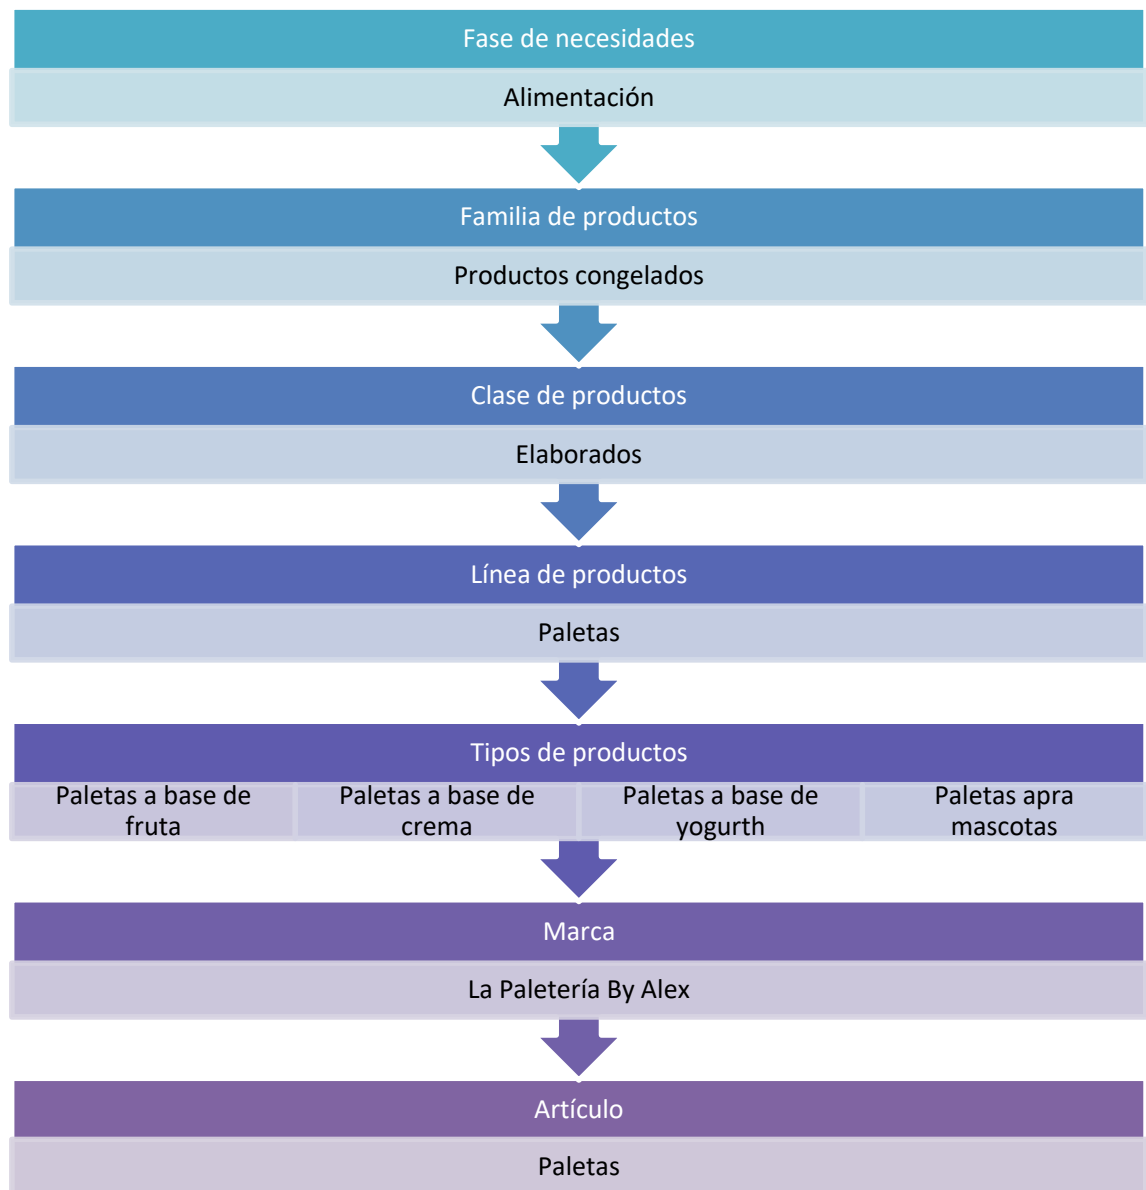 Fase de necesidades
Alimentación
Familia de productos
Productos congelados
Clase de productos
Elaborados
Línea de productos
Paletas
Tipos de productos
Paletas a base de
fruta
Paletas a base de
crema
Paletas a base de
yogurth
Paletas apra
mascotas
Marca
La Paletería By Alex
Artículo
Paletas